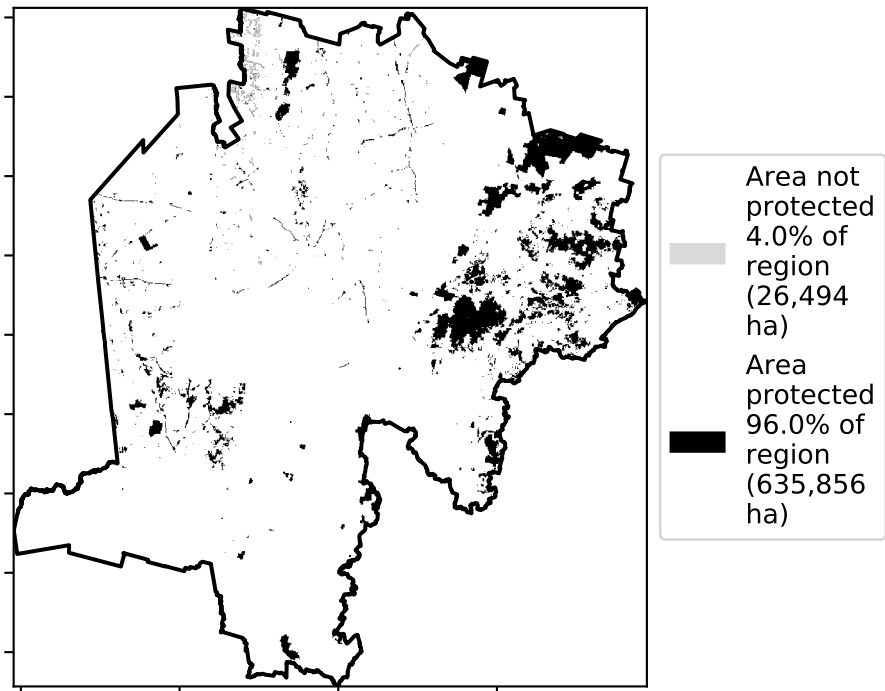 Area not
protected
4.0% of
region
(26,494
ha)
Area
protected
96.0% of
region
(635,856
ha)